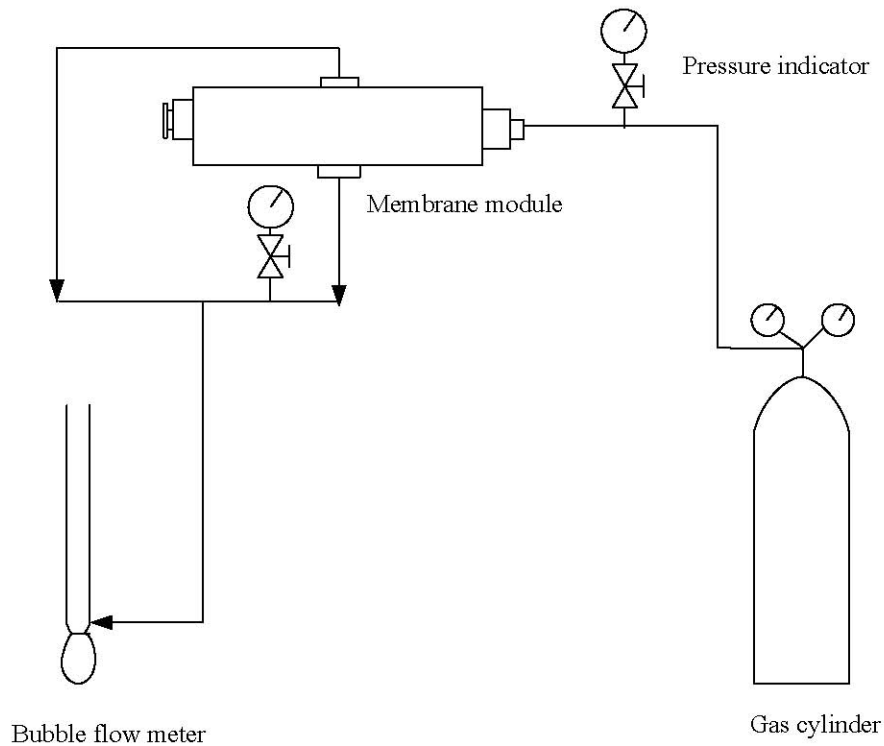 Pressure indicator
Membrane module
Bubble flow meter
Gas cylinder